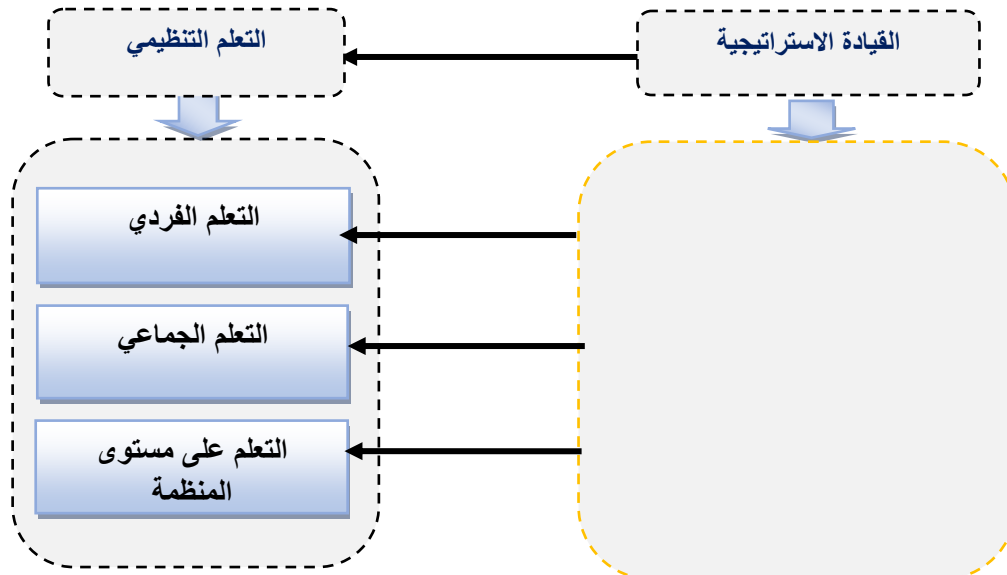 القيادة الاستراتيجية
التعلم التنظيمي
التعلم الفردي
التعلم الجماعي
التعلم على مستوى
المنظمة